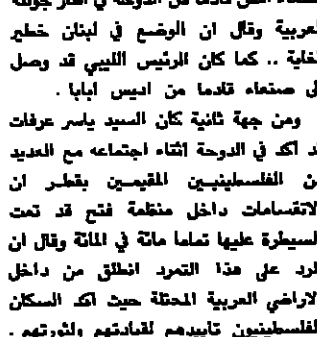 صنعاء امس قادما من الدوحة في اطار جولته
العربية وقال ان الوضع في لبنان خطير
للغاية .. كما كان الرئيس الليبي قد وصل
الى صنعاء قادما من اديس ابابا .
ومن جهة ثانية كان السيد ياسر عرفات
قد اكد في الدوحة اثناء اجتماعه مع العديد
من الفلسطينيين المقيمين بقطر ان
الانقسامات داخل منظمة فتح قد تمت
السيطرة عليها تماما مائة في المائة وقال ان
الرد على هذا التمرد انطلق من داخل
الاراضي العربية المحتلة حيث اكد السكان
الفلسطينيون تاييدهم لقيادتهم ولثورتهم .